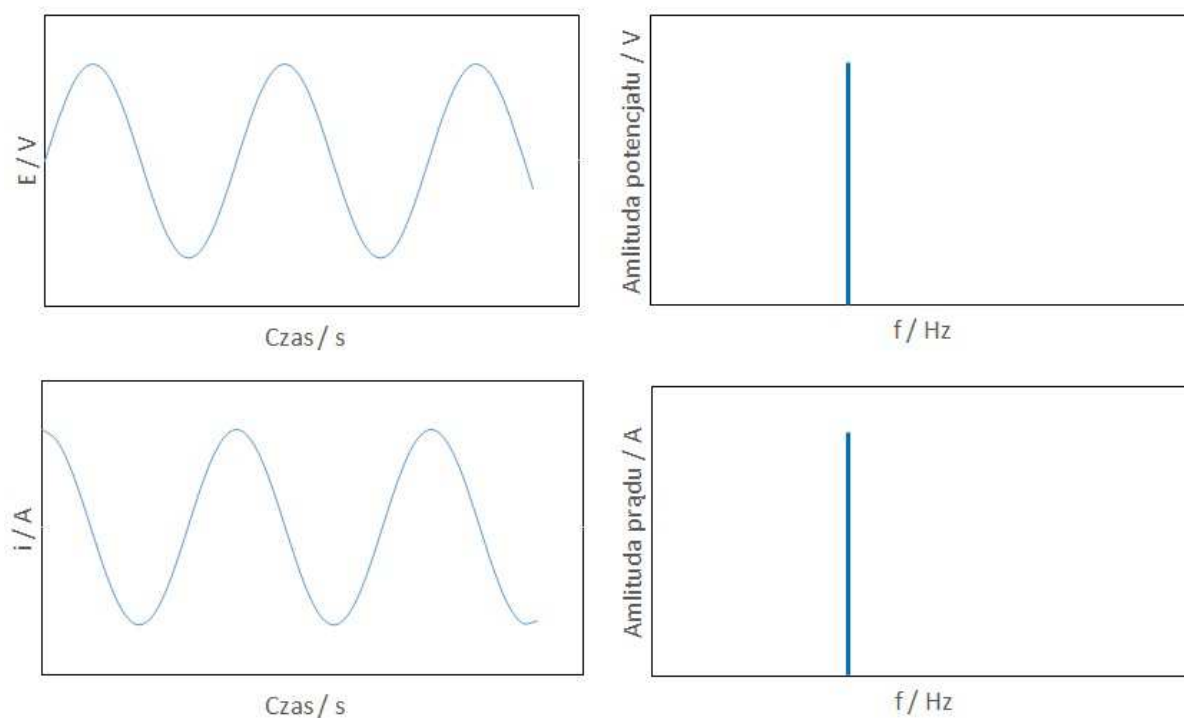 E / V
Czas / s
Amlituda potencjału / V
f / Hz
i / A
Czas / s
Amlituda prądu / A
f / Hz